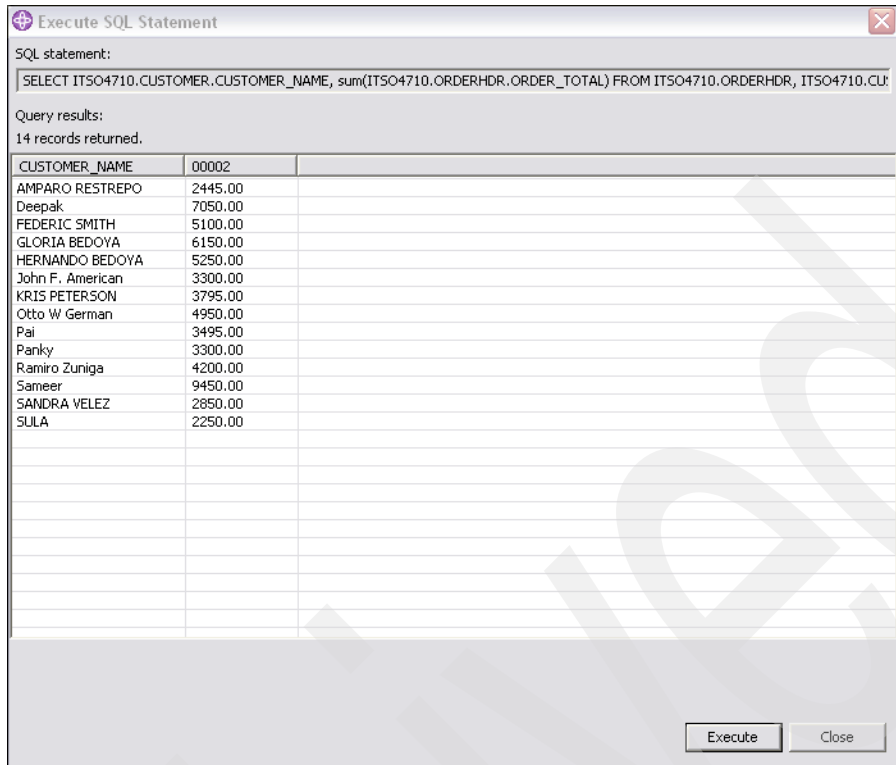 Execute SQL Statement
SQL statement:
SELECT ITSO4710.CUSTOMER.CUSTOMER_NAME, sum(ITSO4710.ORDERHDR.ORDER_TOTAL) FROM ITSO4710.ORDERHDR, ITSO4710.CU
Query results:
14 records returned.
CUSTOMER_NAME 00002
AMPARO RESTREPO 2445.00
Deepak 7050.00
FEDERIC SMITH 5100.00
GLORIA BEDOYA 6150.00
HERNANDO BEDOYA 5250.00
John F. American 3300.00
KRIS PETERSON 3795.00
Otto W German 4950.00
Pai 3495.00
Panky 3300.00
Ramiro Zuniga 4200.00
Sameer 9450.00
SANDRA VELEZ 2850.00
SULA 2250.00
Execute Close